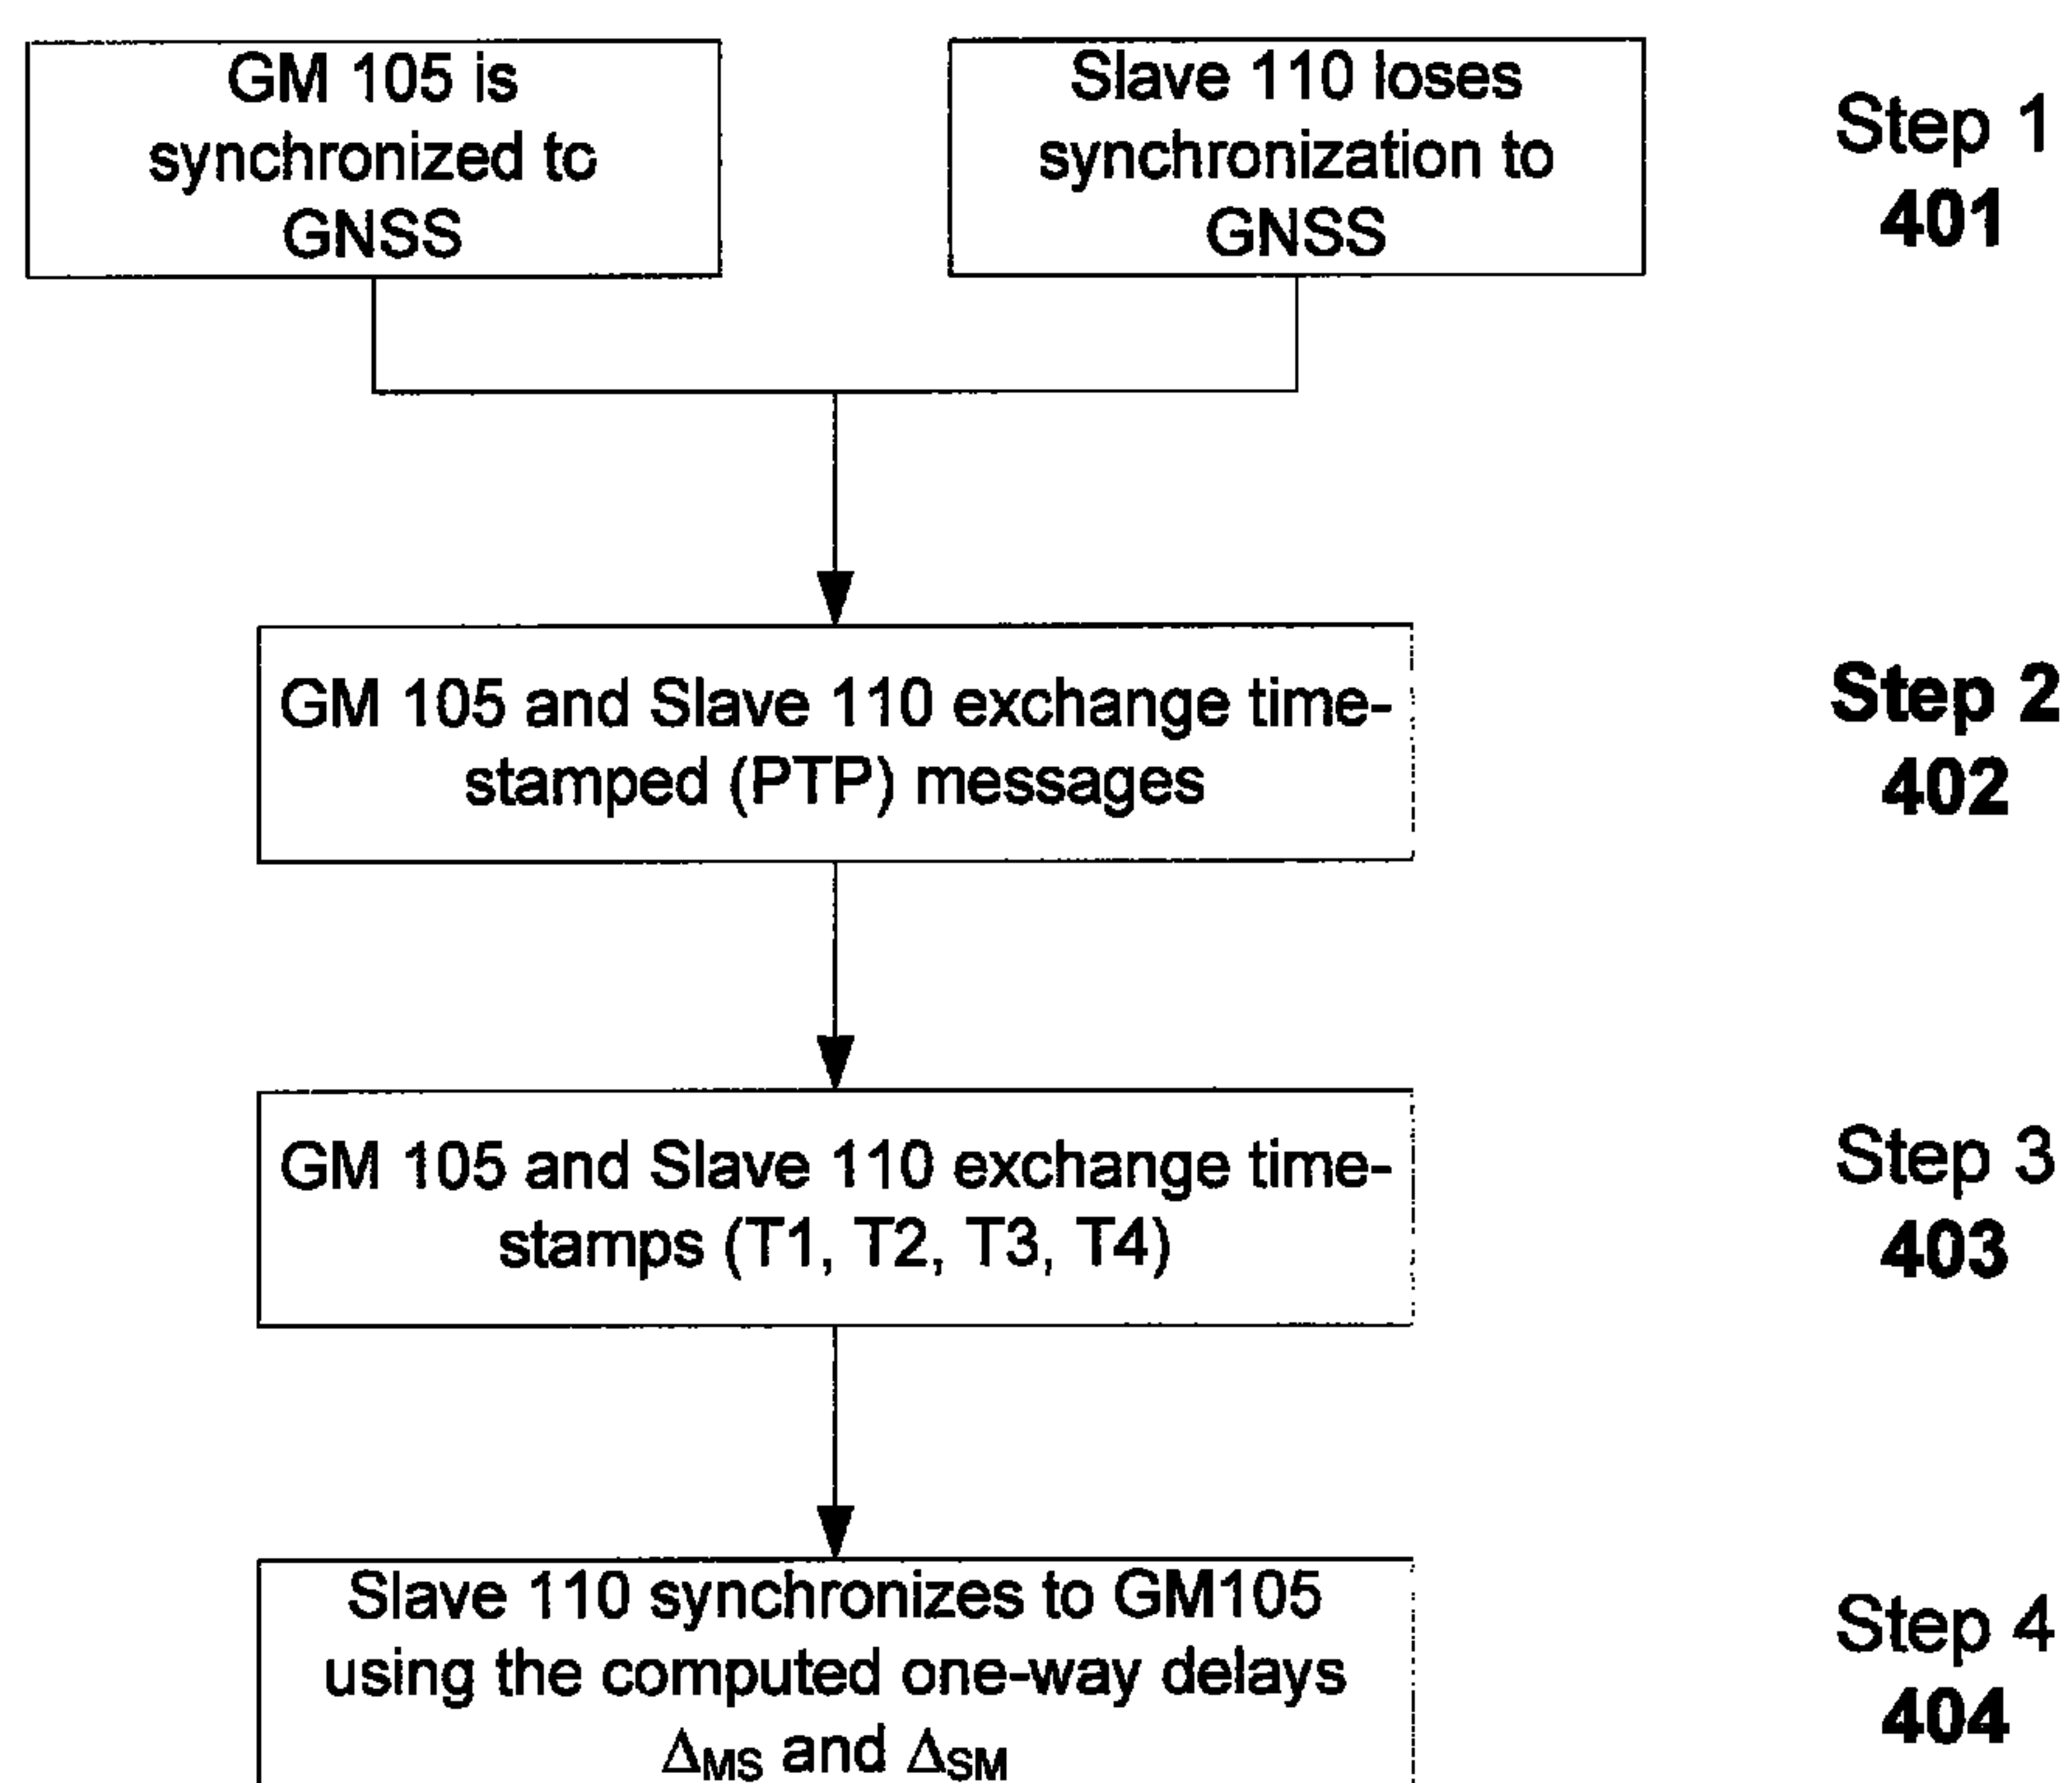 GM 105 is
synchronized to
GNSS
Slave 110 loses
synchronization to
GNSS
Step 1
401
GM 105 and Slave 110 exchange time-
stamped (PTP) messages
Step 2
402
GM 105 and Slave 110 exchange time-
stamps (T1, T2, T3, T4)
Step 3
403
Slave 110 synchronizes to GM105
using the computed one-way delays
ΔMS and ΔSM
Step 4
404